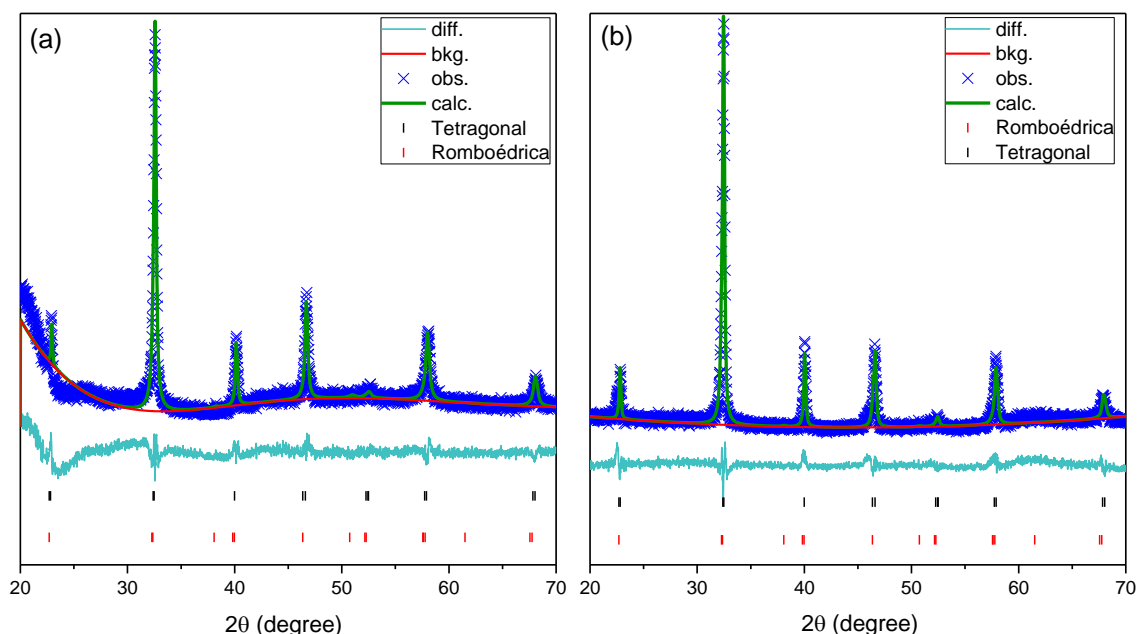 (a)
diff.
bkg.
obs.
calc.
Tetragonal
Romboédrica
20 30 40 50 60 70
2θ (degree)
(b)
diff.
bkg.
obs.
calc.
Romboédrica
Tetragonal
20 30 40 50 60 70
2θ (degree)